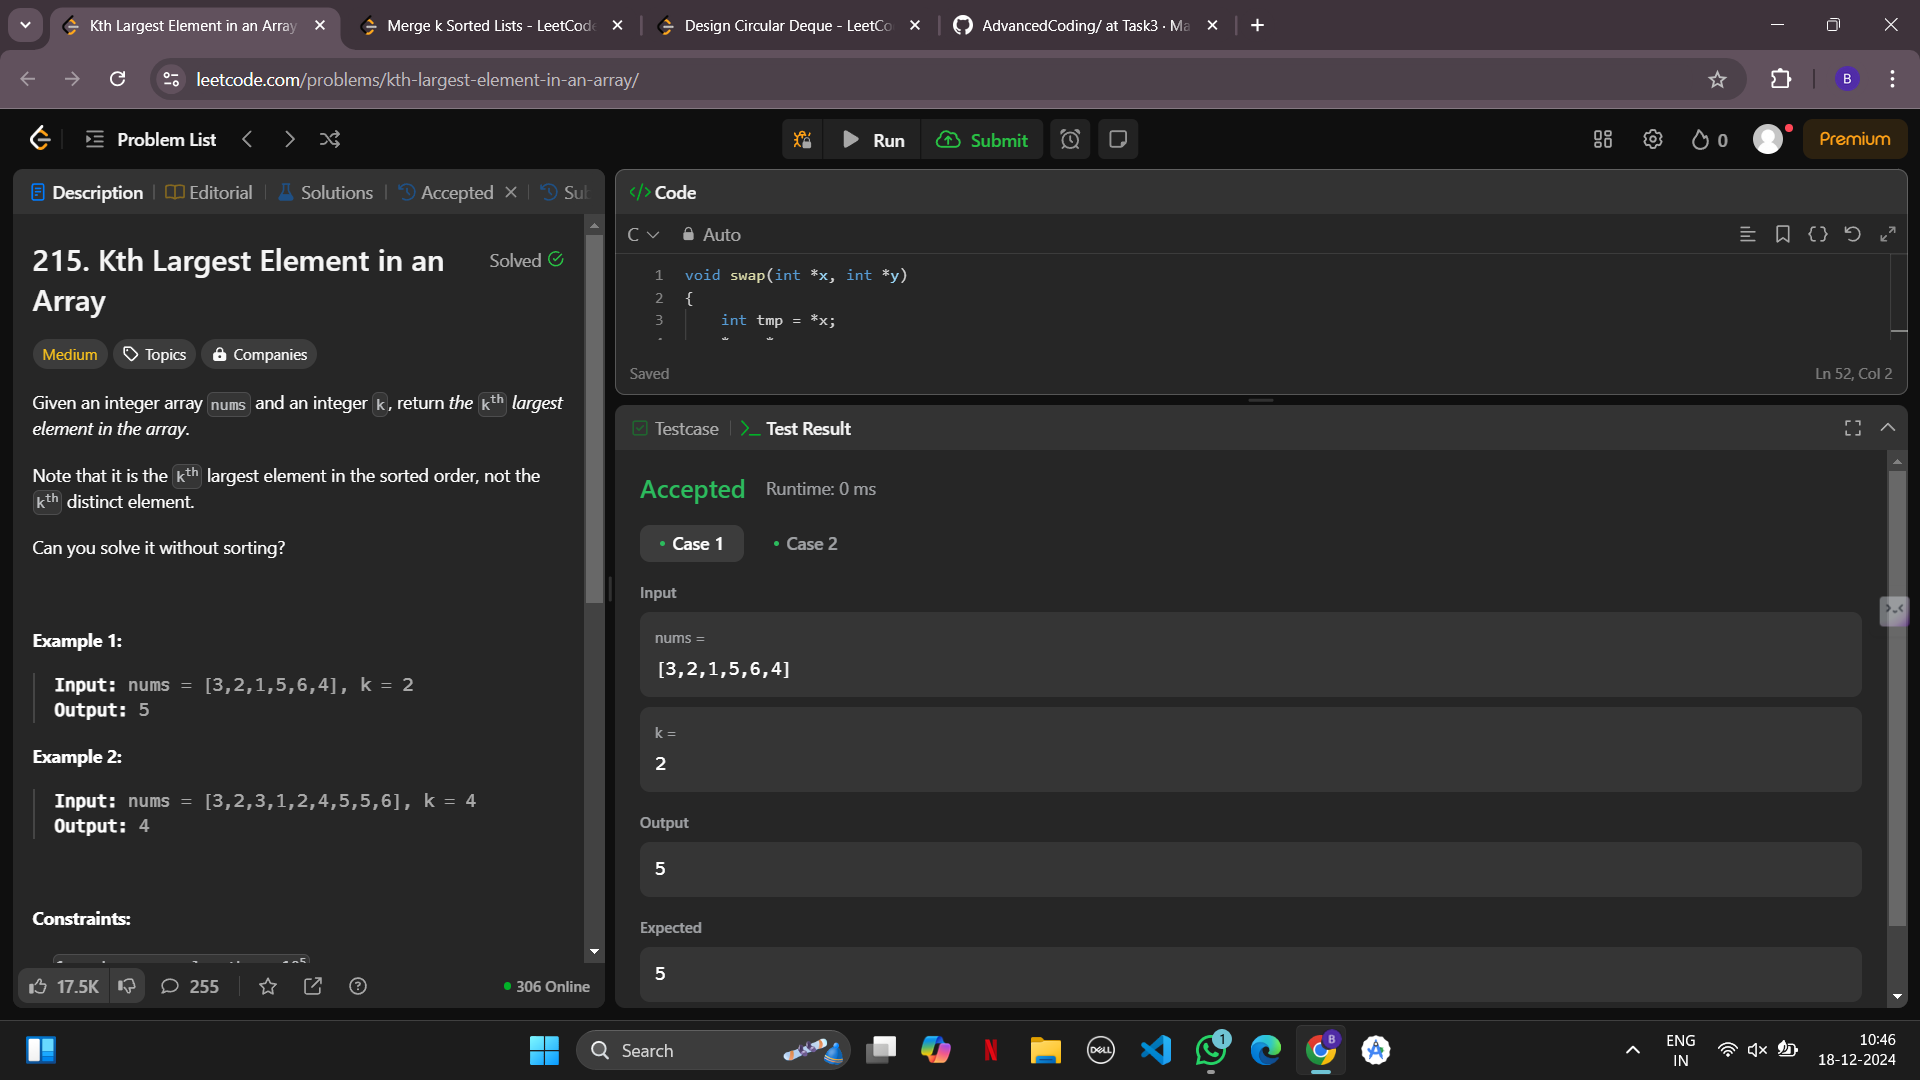 Kth Largest Element in an Array
Merge k Sorted Lists - LeetCode
Design Circular Deque - LeetCo
AdvancedCoding/ at Task3 · Ma
leetcode.com/problems/kth-largest-element-in-an-array/
B
Problem List
Run
Submit
0
Premium
Description
Editorial
Solutions
Accepted
Sub
215. Kth Largest Element in an
Array
Solved
Medium
Topics
Companies
Given an integer array nums and an integer k, return the kth largest
element in the array.
Note that it is the kth largest element in the sorted order, not the
kth distinct element.
Can you solve it without sorting?
Example 1:
Input: nums = [3,2,1,5,6,4], k = 2
Output: 5
Example 2:
Input: nums = [3,2,3,1,2,4,5,5,6], k = 4
Output: 4
Constraints:
17.5K
255
306 Online
</> Code
C
Auto
1 void swap(int *x, int *y)
2 {
3 int tmp = *x;
Saved
Ln 52, Col 2
Testcase
>_ Test Result
Accepted
Runtime: 0 ms
Case 1
Case 2
Input
nums =
[3,2,1,5,6,4]
k =
2
Output
5
Expected
5
Search
N
DELL
1
B
ENG
IN
10:46
18-12-2024